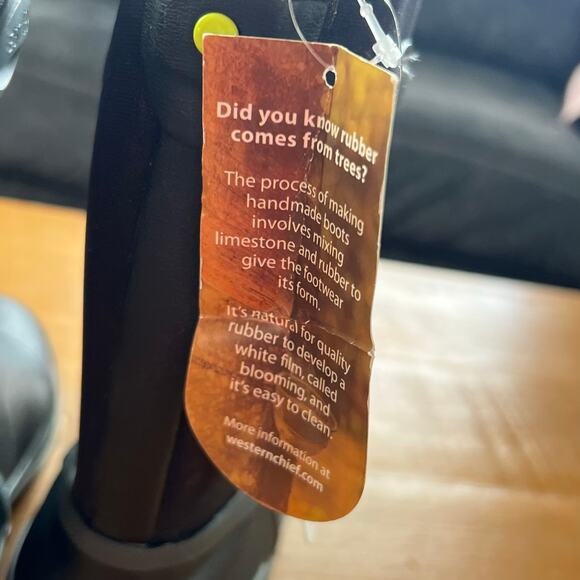 Did you know rubber
comes from trees?
The process of making
handmade boots
involves mixing
limestone and rubber to
give the footwear
its form.
It's natural for quality
rubber to develop a
white film, called
blooming, and
it's easy to clean.
More information at
westernchief.com